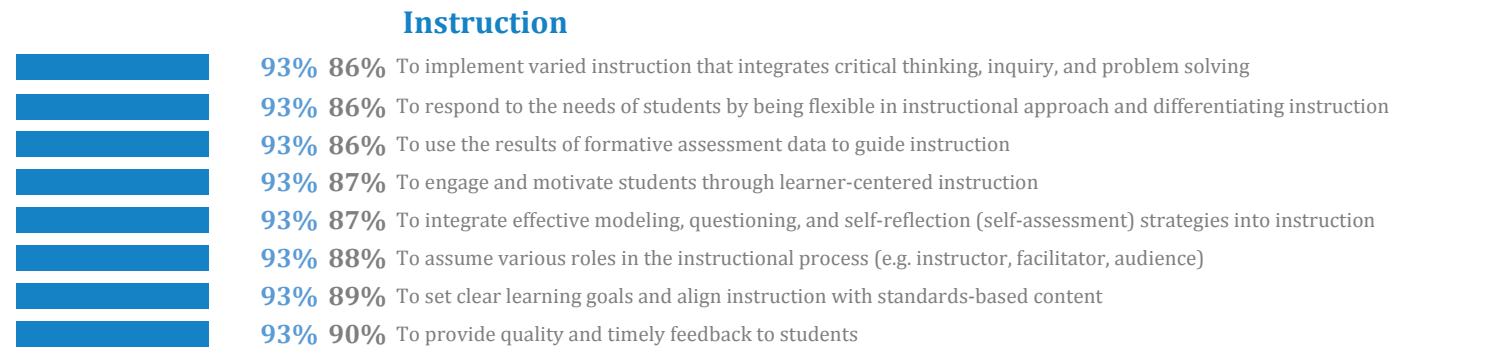 Instruction
93% 86% To implement varied instruction that integrates critical thinking, inquiry, and problem solving
93% 86% To respond to the needs of students by being flexible in instructional approach and differentiating instruction
93% 86% To use the results of formative assessment data to guide instruction
93% 87% To engage and motivate students through learner-centered instruction
93% 87% To integrate effective modeling, questioning, and self-reflection (self-assessment) strategies into instruction
93% 88% To assume various roles in the instructional process (e.g. instructor, facilitator, audience)
93% 89% To set clear learning goals and align instruction with standards-based content
93% 90% To provide quality and timely feedback to students